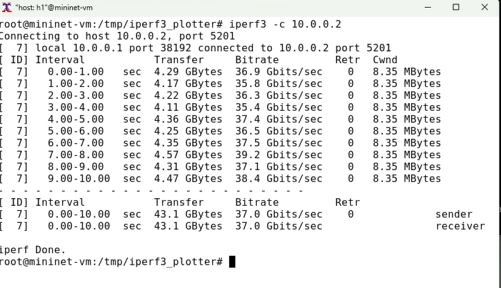 "host: h1"@mininet-vm
root@mininet-vm:/tmp/iperf3_plotter# iperf3 -c 10.0.0.2
Connecting to host 10.0.0.2, port 5201
[  7] local 10.0.0.1 port 38192 connected to 10.0.0.2 port 5201
[ ID] Interval           Transfer     Bitrate         Retr  Cwnd
[  7]   0.00-1.00   sec  4.29 GBytes  36.9 Gbits/sec    0   8.35 MBytes
[  7]   1.00-2.00   sec  4.17 GBytes  35.8 Gbits/sec    0   8.35 MBytes
[  7]   2.00-3.00   sec  4.22 GBytes  36.3 Gbits/sec    0   8.35 MBytes
[  7]   3.00-4.00   sec  4.11 GBytes  35.4 Gbits/sec    0   8.35 MBytes
[  7]   4.00-5.00   sec  4.36 GBytes  37.4 Gbits/sec    0   8.35 MBytes
[  7]   5.00-6.00   sec  4.25 GBytes  36.5 Gbits/sec    0   8.35 MBytes
[  7]   6.00-7.00   sec  4.35 GBytes  37.5 Gbits/sec    0   8.35 MBytes
[  7]   7.00-8.00   sec  4.57 GBytes  39.2 Gbits/sec    0   8.35 MBytes
[  7]   8.00-9.00   sec  4.31 GBytes  37.1 Gbits/sec    0   8.35 MBytes
[  7]   9.00-10.00  sec  4.47 GBytes  38.4 Gbits/sec    0   8.35 MBytes
- - - - - - - - - - - - - - - - - - - - - - - - -
[ ID] Interval           Transfer     Bitrate         Retr
[  7]   0.00-10.00  sec  43.1 GBytes  37.0 Gbits/sec    0             sender
[  7]   0.00-10.00  sec  43.1 GBytes  37.0 Gbits/sec                  receiver
iperf Done.
root@mininet-vm:/tmp/iperf3_plotter#